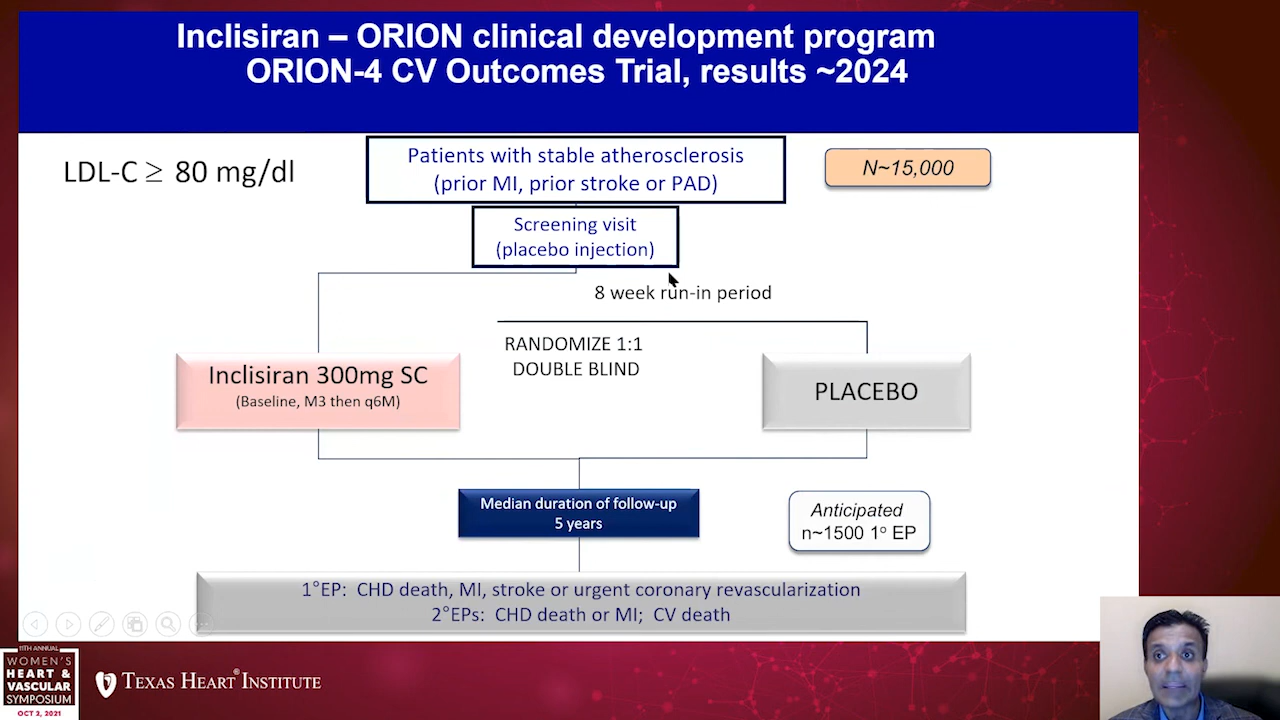 Inclisiran – ORION clinical development program
ORION-4 CV Outcomes Trial, results ~2024
LDL-C ≥ 80 mg/dl
Patients with stable atherosclerosis
(prior MI, prior stroke or PAD)
N~15,000
Screening visit
(placebo injection)
8 week run-in period
RANDOMIZE 1:1
DOUBLE BLIND
Inclisiran 300mg SC
(Baseline, M3 then q6M)
PLACEBO
Median duration of follow-up
5 years
Anticipated
n~1500 1° EP
1°EP: CHD death, MI, stroke or urgent coronary revascularization
2°EPs: CHD death or MI; CV death
11TH ANNUAL
WOMEN'S
HEART &
VASCULAR
SYMPOSIUM
OCT 2, 2021
TEXAS HEART® INSTITUTE